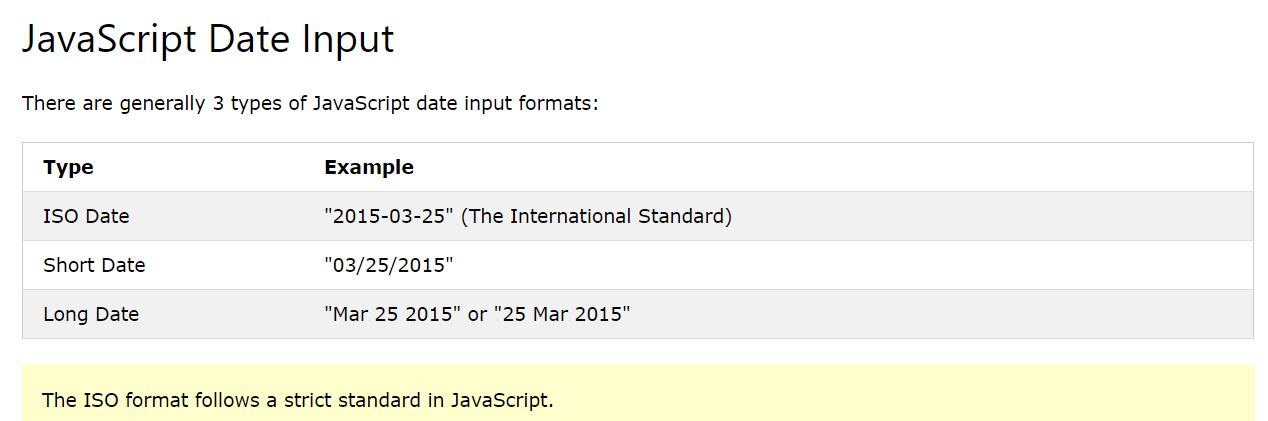 JavaScript Date Input
There are generally 3 types of JavaScript date input formats:
Type Example
ISO Date "2015-03-25" (The International Standard)
Short Date "03/25/2015"
Long Date "Mar 25 2015" or "25 Mar 2015"
The ISO format follows a strict standard in JavaScript.